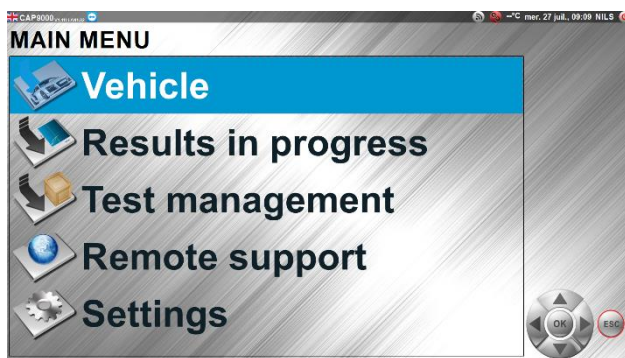 CAP9000
-°C mer. 27 juil., 09:09 NILS
MAIN MENU
Vehicle
Results in progress
Test management
Remote support
Settings
OK
ESC